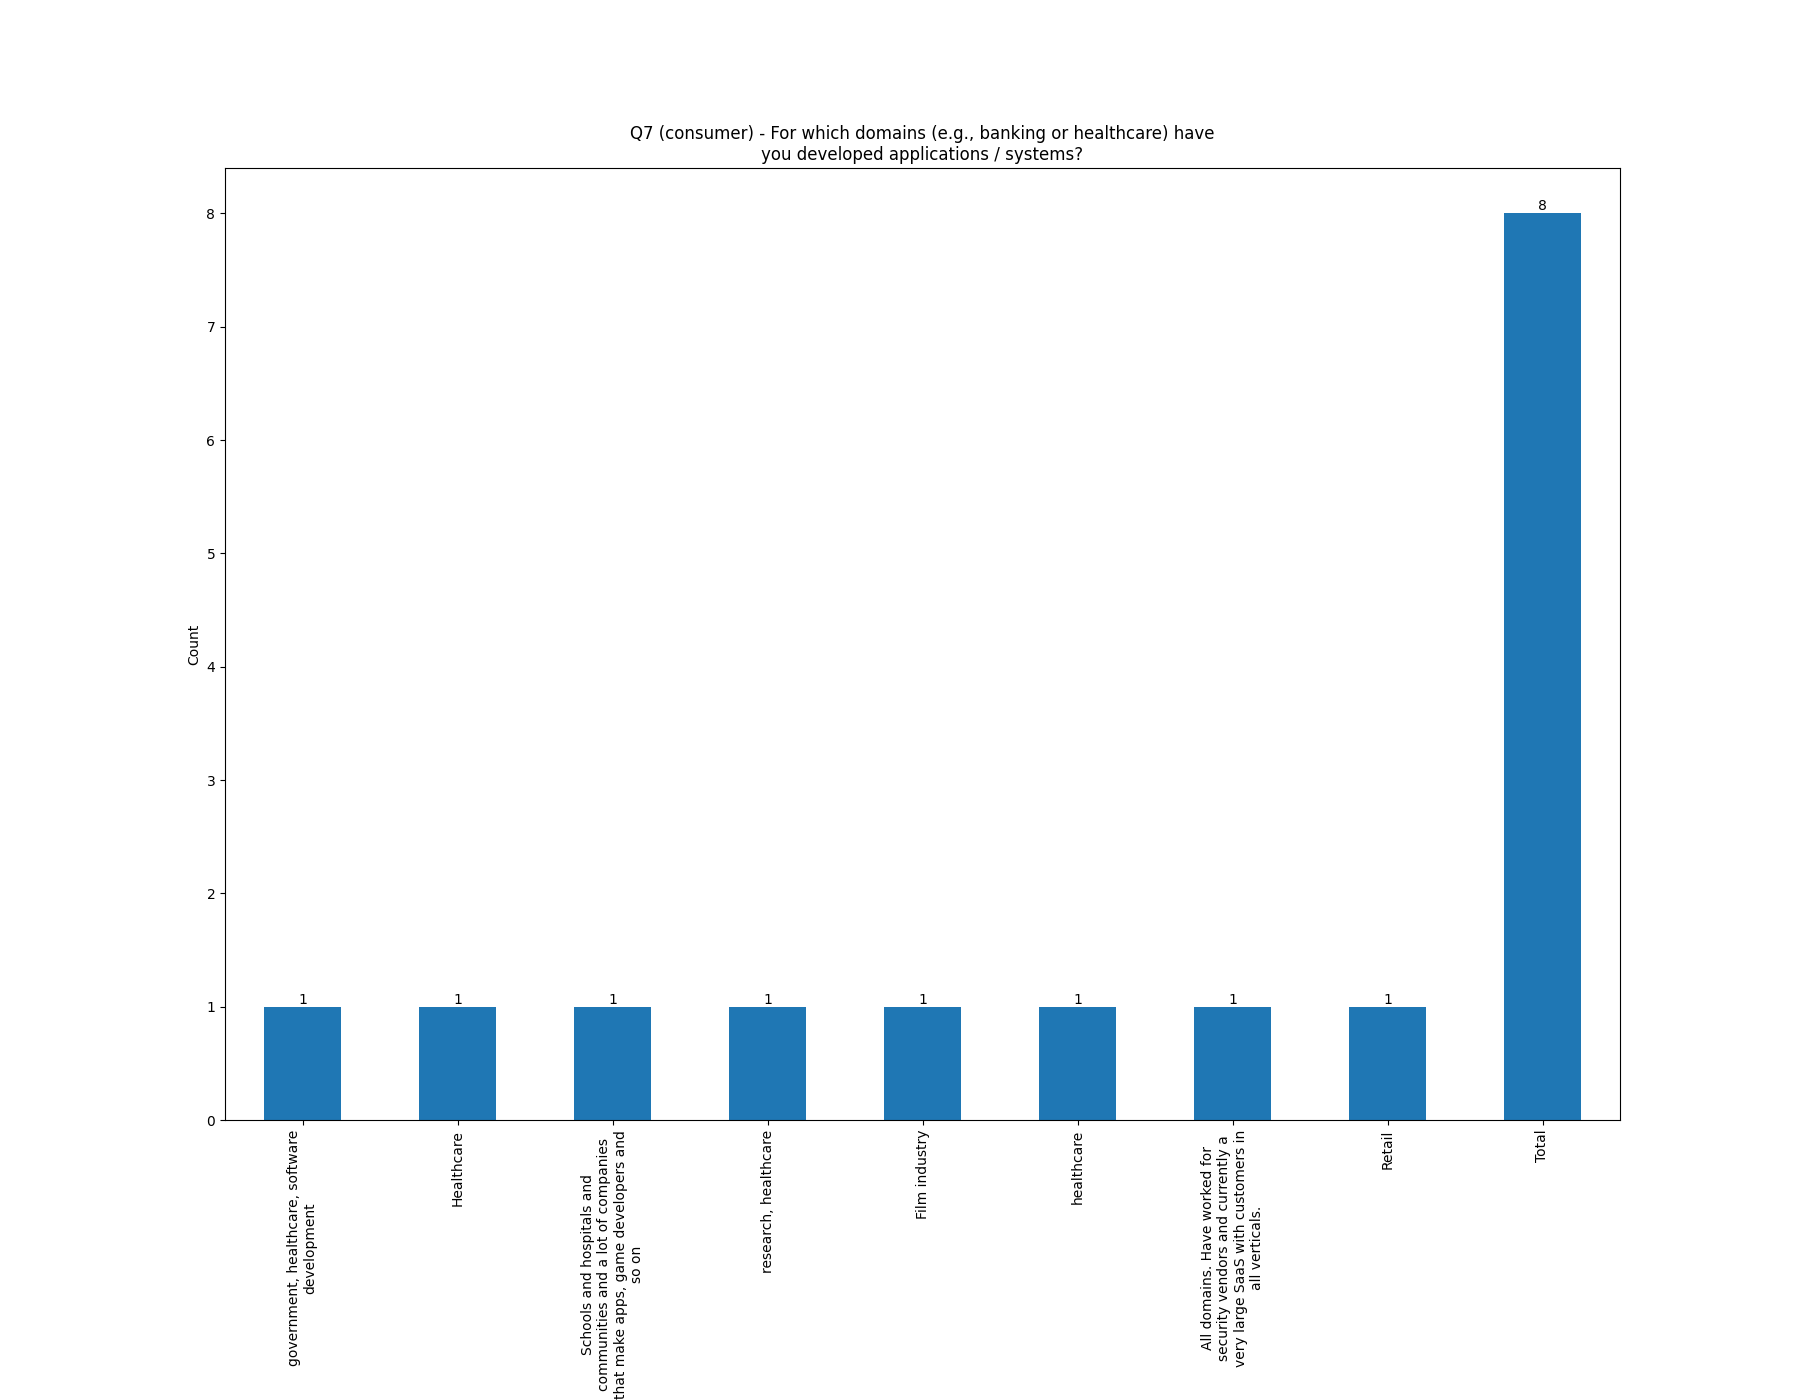 Q7 (consumer) - For which domains (e.g., banking or healthcare) have
you developed applications / systems?
8
7
6
5
4
3
2
1
0
Count
1
1
1
1
1
1
1
1
8
government, healthcare, software
development
Healthcare
Schools and hospitals and
communities and a lot of companies
that make apps, game developers and
so on
research, healthcare
Film industry
healthcare
All domains. Have worked for
security vendors and currently a
very large SaaS with customers in
all verticals.
Retail
Total